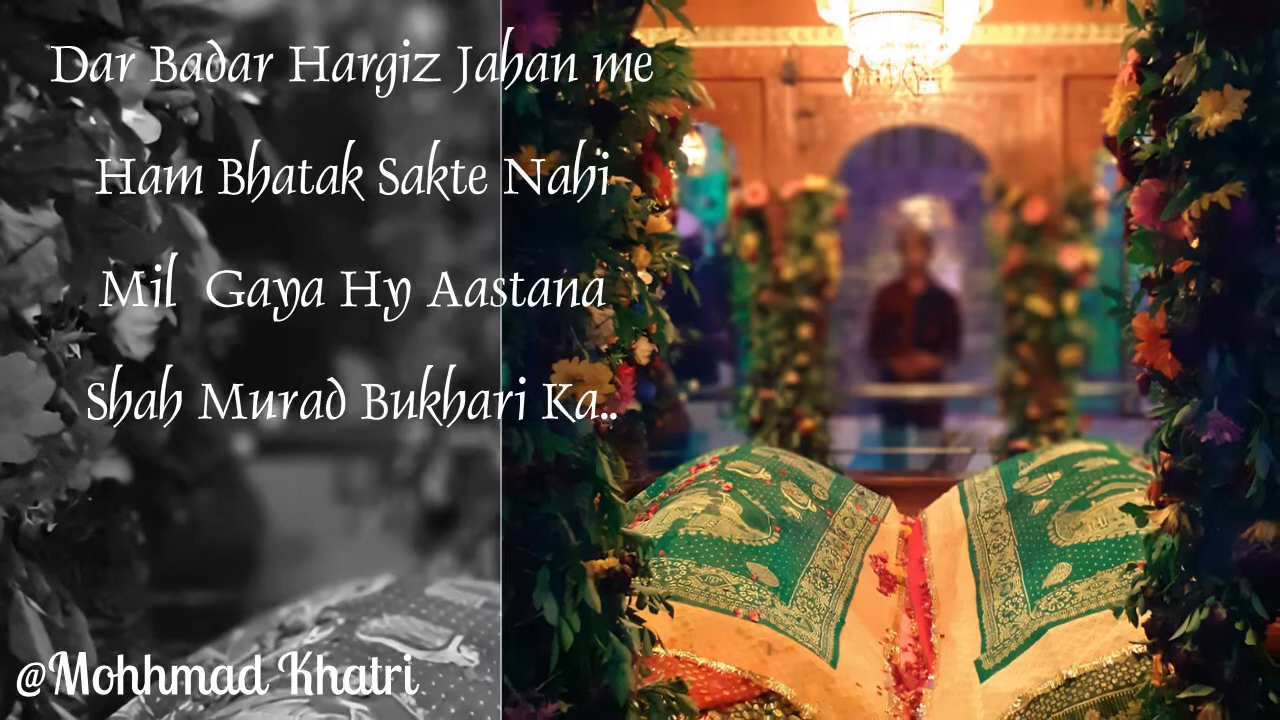 Dar Badar Hargiz Jahan me
Ham Bhatak Sakte Nahi
Mil Gaya Hy Aastana
Shah Murad Bukhari Ka..
@Mohhmad Khatri